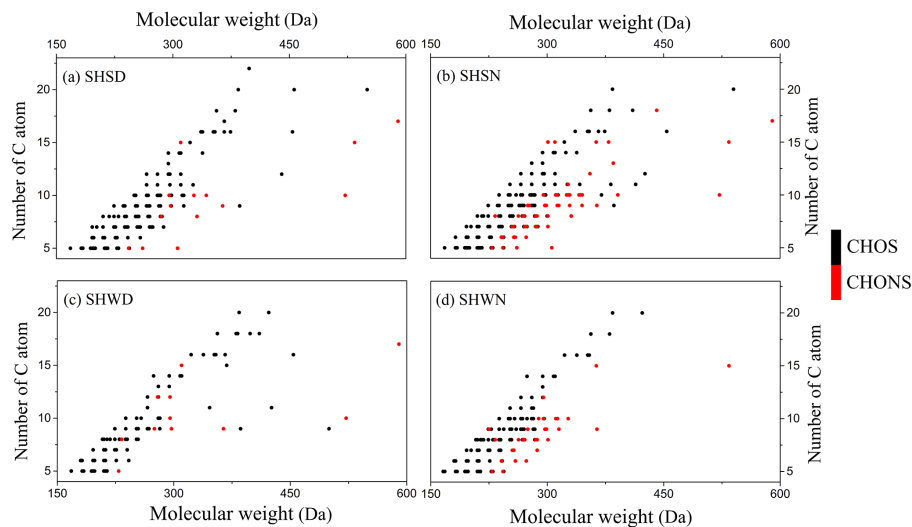 Molecular weight (Da) Molecular weight (Da)
150 300 450 600 150 300 450 600
(a) SHSD (b) SHSN
Number of C atom
20 15 10 5
20 15 10 5
Number of C atom
CHOS
CHONS
(c) SHWD (d) SHWN
Number of C atom
20 15 10 5
20 15 10 5
Number of C atom
150 300 450 600 150 300 450 600
Molecular weight (Da) Molecular weight (Da)